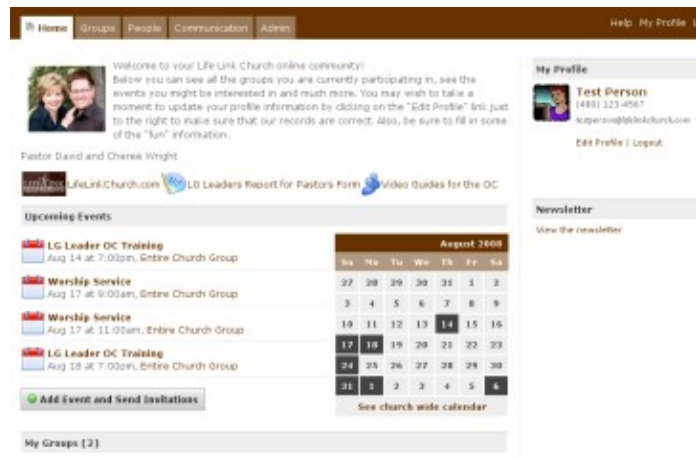 Home Groups People Communication Admin
Help My Profile
Welcome to your Life Link Church online community!
Below you can see all the groups you are currently participating in, see the
events you might be interested in and much more. You may wish to take a
moment to update your profile information by clicking on the "Edit Profile" link just
to the right to make sure that our records are correct. Also, be sure to fill in some
of the "fun" information.
Pastor David and Chereé Wright
LifeLinkChurch.com LG Leaders Report for Pastors Form Video Guides for the OC
My Profile
Test Person
(480) 123-4567
Edit Profile | Logout
Newsletter
View the newsletter
Upcoming Events
LG Leader OC Training
Aug 14 at 7:00pm, Entire Church Group
Worship Service
Aug 17 at 9:00am, Entire Church Group
Worship Service
Aug 17 at 11:00am, Entire Church Group
LG Leader OC Training
Aug 18 at 7:00pm, Entire Church Group
Add Event and Send Invitations
August 2008
Su Mo Tu We Th Fr Sa
27 28 29 30 31 1 2
3 4 5 6 7 8 9
10 11 12 13 14 15 16
17 18 19 20 21 22 23
24 25 26 27 28 29 30
31 1 2 3 4 5 6
See church wide calendar
My Groups [2]